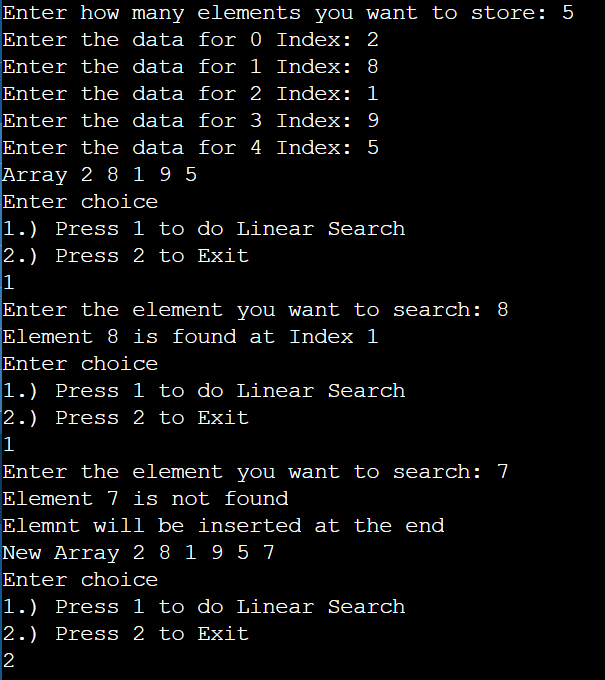 Enter how many elements you want to store: 5
Enter the data for 0 Index: 2
Enter the data for 1 Index: 8
Enter the data for 2 Index: 1
Enter the data for 3 Index: 9
Enter the data for 4 Index: 5
Array 2 8 1 9 5
Enter choice
1.) Press 1 to do Linear Search
2.) Press 2 to Exit
1
Enter the element you want to search: 8
Element 8 is found at Index 1
Enter choice
1.) Press 1 to do Linear Search
2.) Press 2 to Exit
1
Enter the element you want to search: 7
Element 7 is not found
Elemnt will be inserted at the end
New Array 2 8 1 9 5 7
Enter choice
1.) Press 1 to do Linear Search
2.) Press 2 to Exit
2